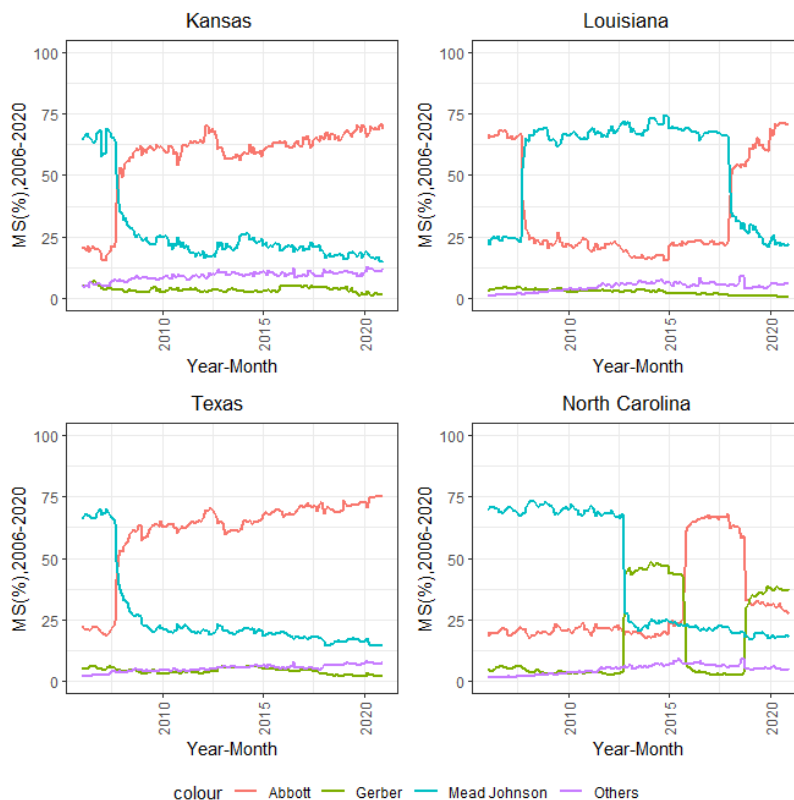 Kansas
MS(%),2006-2020
100
75
50
25
0
2010
2015
2020
Year-Month
Louisiana
MS(%),2006-2020
100
75
50
25
0
2010
2015
2020
Year-Month
Texas
MS(%),2006-2020
100
75
50
25
0
2010
2015
2020
Year-Month
North Carolina
MS(%),2006-2020
100
75
50
25
0
2010
2015
2020
Year-Month
colour Abbott Gerber Mead Johnson Others